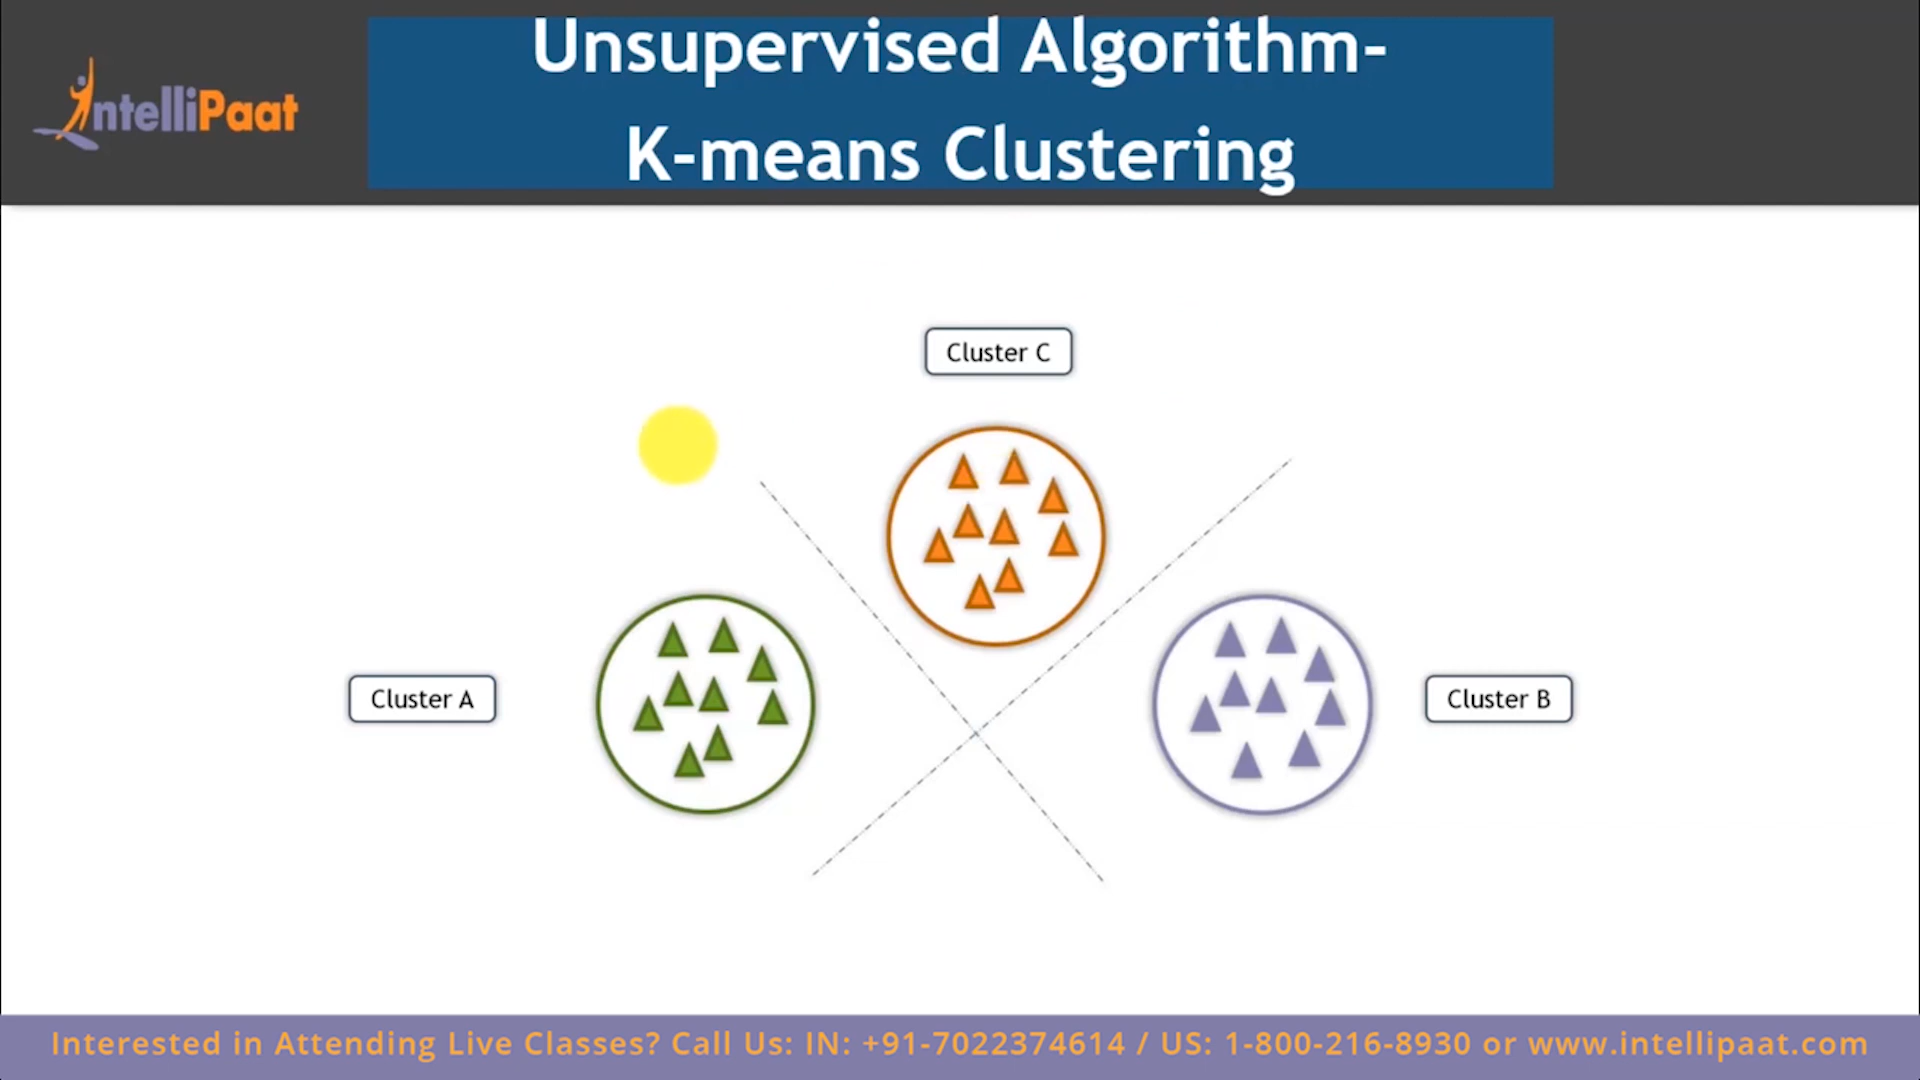 IntelliPaat
Unsupervised Algorithm-
K-means Clustering
Cluster C
Cluster A
Cluster B
Interested in Attending Live Classes? Call Us: IN: +91-7022374614 / US: 1-800-216-8930 or www.intellipaat.com